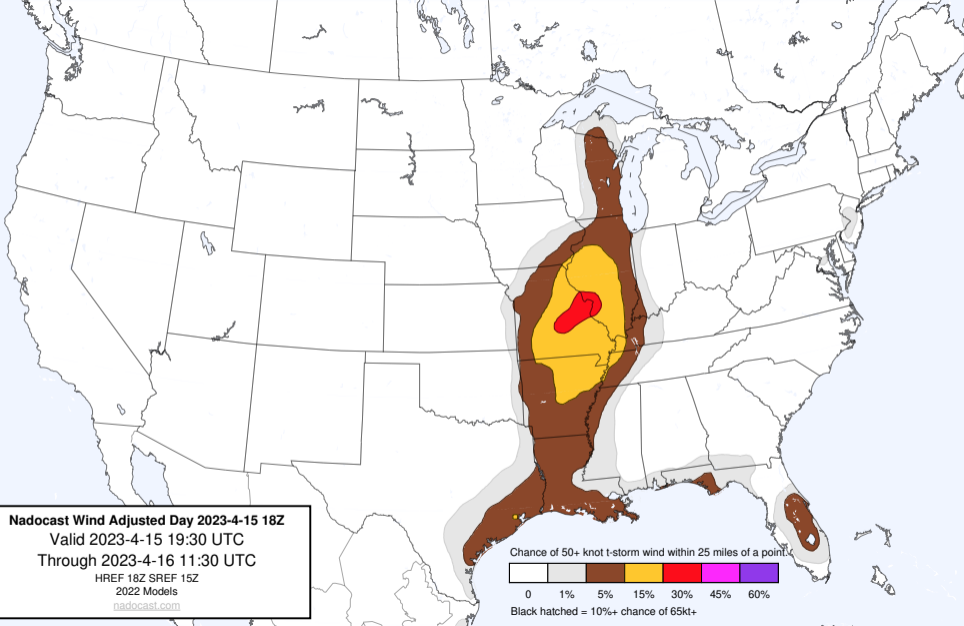 Nadocast Wind Adjusted Day 2023-4-15 18Z
Valid 2023-4-15 19:30 UTC
Through 2023-4-16 11:30 UTC
HREF 18Z SREF 15Z
2022 Models
nadocast.com
Chance of 50+ knot t-storm wind within 25 miles of a point.
0 1% 5% 15% 30% 45% 60%
Black hatched = 10%+ chance of 65kt+